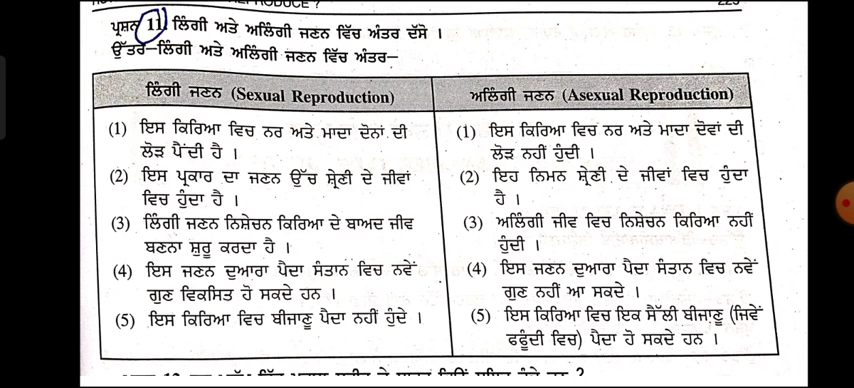 PRODUCE ?
ਪ੍ਰਸ਼ਨ 11 ਲਿੰਗੀ ਅਤੇ ਅਲਿੰਗੀ ਜਣਨ ਵਿੱਚ ਅੰਤਰ ਦੱਸੋ ।
ਉੱਤਰ—ਲਿੰਗੀ ਅਤੇ ਅਲਿੰਗੀ ਜਣਨ ਵਿੱਚ ਅੰਤਰ—
ਲਿੰਗੀ ਜਣਨ (Sexual Reproduction)
(1) ਇਸ ਕਿਰਿਆ ਵਿਚ ਨਰ ਅਤੇ ਮਾਦਾ ਦੋਨਾਂ ਦੀ
ਲੋੜ ਪੈਂਦੀ ਹੈ ।
(2) ਇਸ ਪ੍ਰਕਾਰ ਦਾ ਜਣਨ ਉੱਚ ਸ਼੍ਰੇਣੀ ਦੇ ਜੀਵਾਂ
ਵਿਚ ਹੁੰਦਾ ਹੈ ।
(3) ਲਿੰਗੀ ਜਣਨ ਨਿਸ਼ੇਚਨ ਕਿਰਿਆ ਦੇ ਬਾਅਦ ਜੀਵ
ਬਣਨਾ ਸ਼ੁਰੂ ਕਰਦਾ ਹੈ ।
(4) ਇਸ ਜਣਨ ਦੁਆਰਾ ਪੈਦਾ ਸੰਤਾਨ ਵਿਚ ਨਵੇਂ
ਗੁਣ ਵਿਕਸਿਤ ਹੋ ਸਕਦੇ ਹਨ ।
(5) ਇਸ ਕਿਰਿਆ ਵਿਚ ਬੀਜਾਣੂ ਪੈਦਾ ਨਹੀਂ ਹੁੰਦੇ ।
ਅਲਿੰਗੀ ਜਣਨ (Asexual Reproduction)
(1) ਇਸ ਕਿਰਿਆ ਵਿਚ ਨਰ ਅਤੇ ਮਾਦਾ ਦੋਵਾਂ ਦੀ
ਲੋੜ ਨਹੀਂ ਹੁੰਦੀ ।
(2) ਇਹ ਨਿਮਨ ਸ਼੍ਰੇਣੀ ਦੇ ਜੀਵਾਂ ਵਿਚ ਹੁੰਦਾ
ਹੈ ।
(3) ਅਲਿੰਗੀ ਜੀਵ ਵਿਚ ਨਿਸ਼ੇਚਨ ਕਿਰਿਆ ਨਹੀਂ
ਹੁੰਦੀ ।
(4) ਇਸ ਜਣਨ ਦੁਆਰਾ ਪੈਦਾ ਸੰਤਾਨ ਵਿਚ ਨਵੇਂ
ਗੁਣ ਨਹੀਂ ਆ ਸਕਦੇ ।
(5) ਇਸ ਕਿਰਿਆ ਵਿਚ ਇਕ ਸੈੱਲੀ ਬੀਜਾਣੂ (ਜਿਵੇਂ
ਫਫੂੰਦੀ ਵਿਚ) ਪੈਦਾ ਹੋ ਸਕਦੇ ਹਨ ।